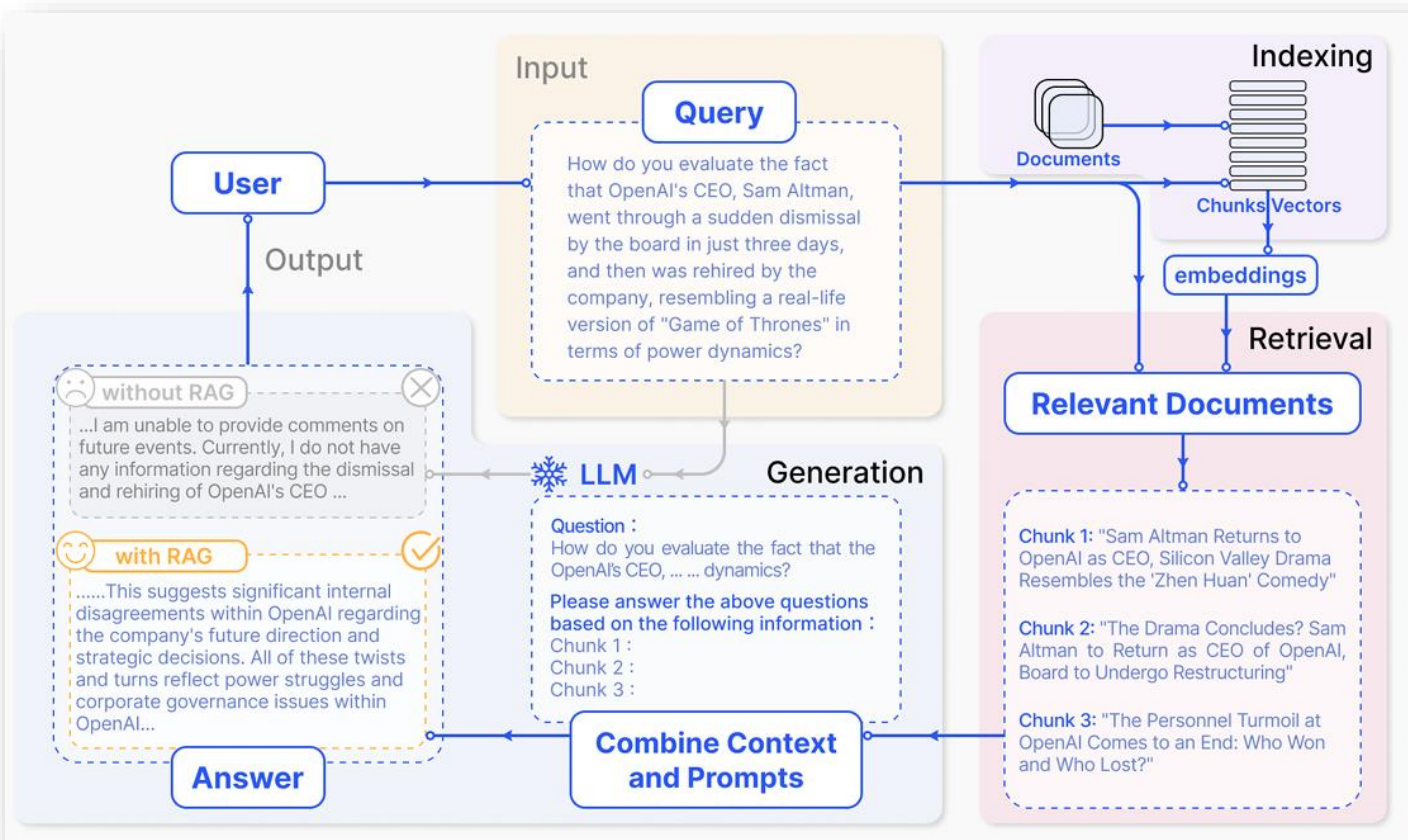 Input
Query
How do you evaluate the fact
that OpenAI's CEO, Sam Altman,
went through a sudden dismissal
by the board in just three days,
and then was rehired by the
company, resembling a real-life
version of "Game of Thrones" in
terms of power dynamics?
Indexing
Documents
Chunks Vectors
embeddings
User
Output
Retrieval
Relevant Documents
Chunk 1: "Sam Altman Returns to
OpenAI as CEO, Silicon Valley Drama
Resembles the 'Zhen Huan' Comedy"
Chunk 2: "The Drama Concludes? Sam
Altman to Return as CEO of OpenAI,
Board to Undergo Restructuring"
Chunk 3: "The Personnel Turmoil at
OpenAI Comes to an End: Who Won
and Who Lost?"
Generation
LLM
Question :
How do you evaluate the fact that the
OpenAI's CEO, ... ... dynamics?
Please answer the above questions
based on the following information :
Chunk 1 :
Chunk 2 :
Chunk 3 :
Combine Context
and Prompts
without RAG
...I am unable to provide comments on
future events. Currently, I do not have
any information regarding the dismissal
and rehiring of OpenAI's CEO ...
with RAG
......This suggests significant internal
disagreements within OpenAI regarding
the company's future direction and
strategic decisions. All of these twists
and turns reflect power struggles and
corporate governance issues within
OpenAI...
Answer